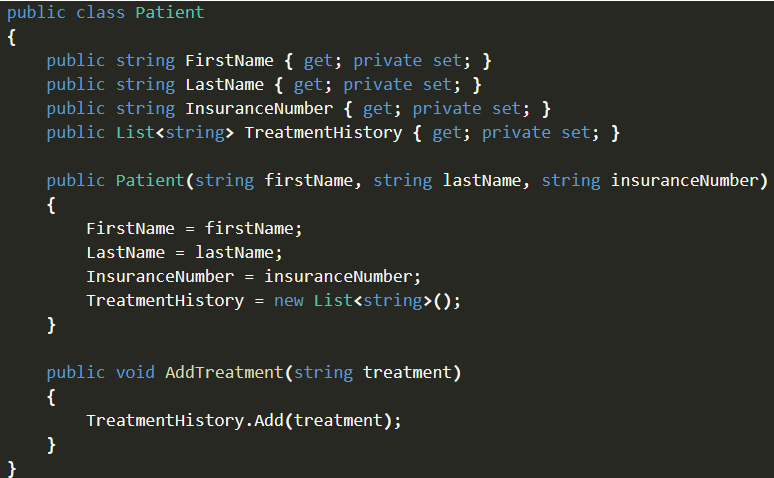 public class Patient
{
    public string FirstName { get; private set; }
    public string LastName { get; private set; }
    public string InsuranceNumber { get; private set; }
    public List<string> TreatmentHistory { get; private set; }

    public Patient(string firstName, string lastName, string insuranceNumber)
    {
        FirstName = firstName;
        LastName = lastName;
        InsuranceNumber = insuranceNumber;
        TreatmentHistory = new List<string>();
    }

    public void AddTreatment(string treatment)
    {
        TreatmentHistory.Add(treatment);
    }
}